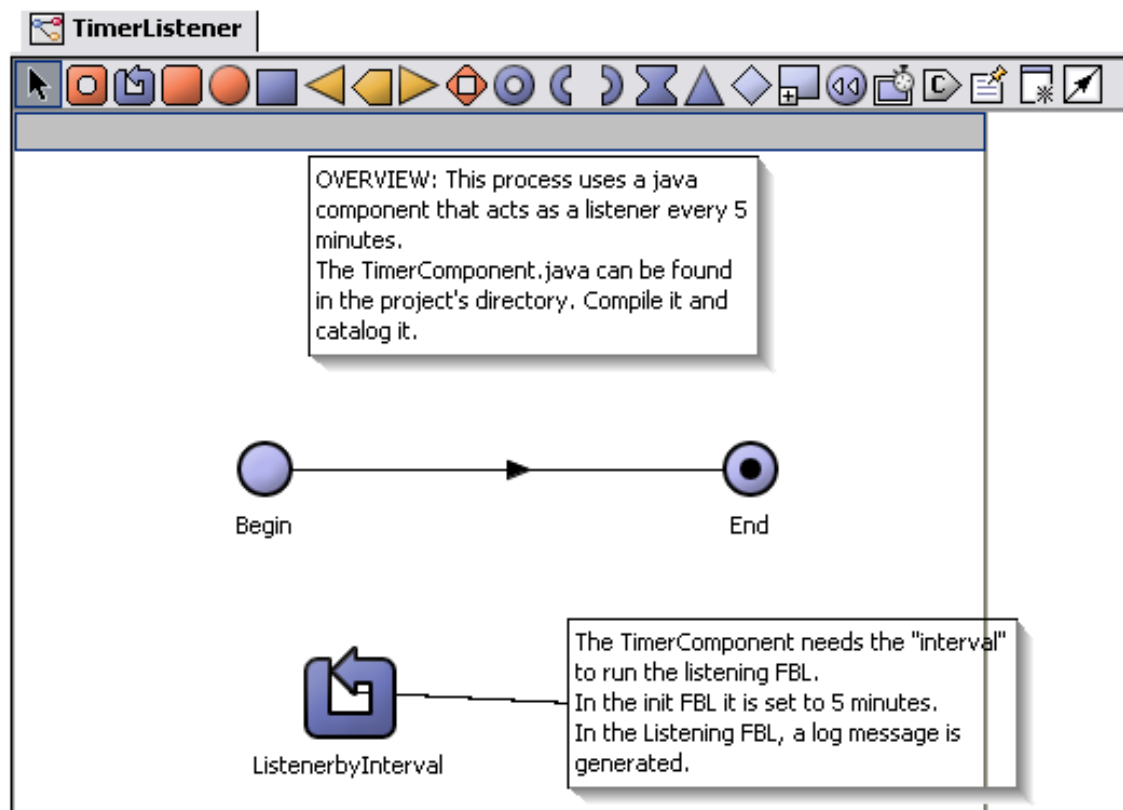 TimerListener
C
OVERVIEW: This process uses a java
component that acts as a listener every 5
minutes.
The TimerComponent.java can be found
in the project's directory. Compile it and
catalog it.
Begin
End
The TimerComponent needs the "interval"
to run the listening FBL.
In the init FBL it is set to 5 minutes.
In the Listening FBL, a log message is
generated.
ListenerbyInterval